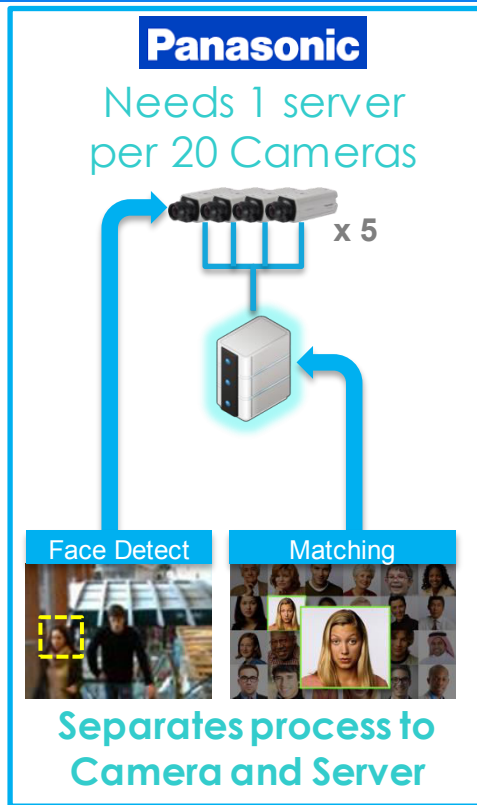 Panasonic
Needs 1 server
per 20 Cameras
x 5
Face Detect
Matching
Separates process to
Camera and Server